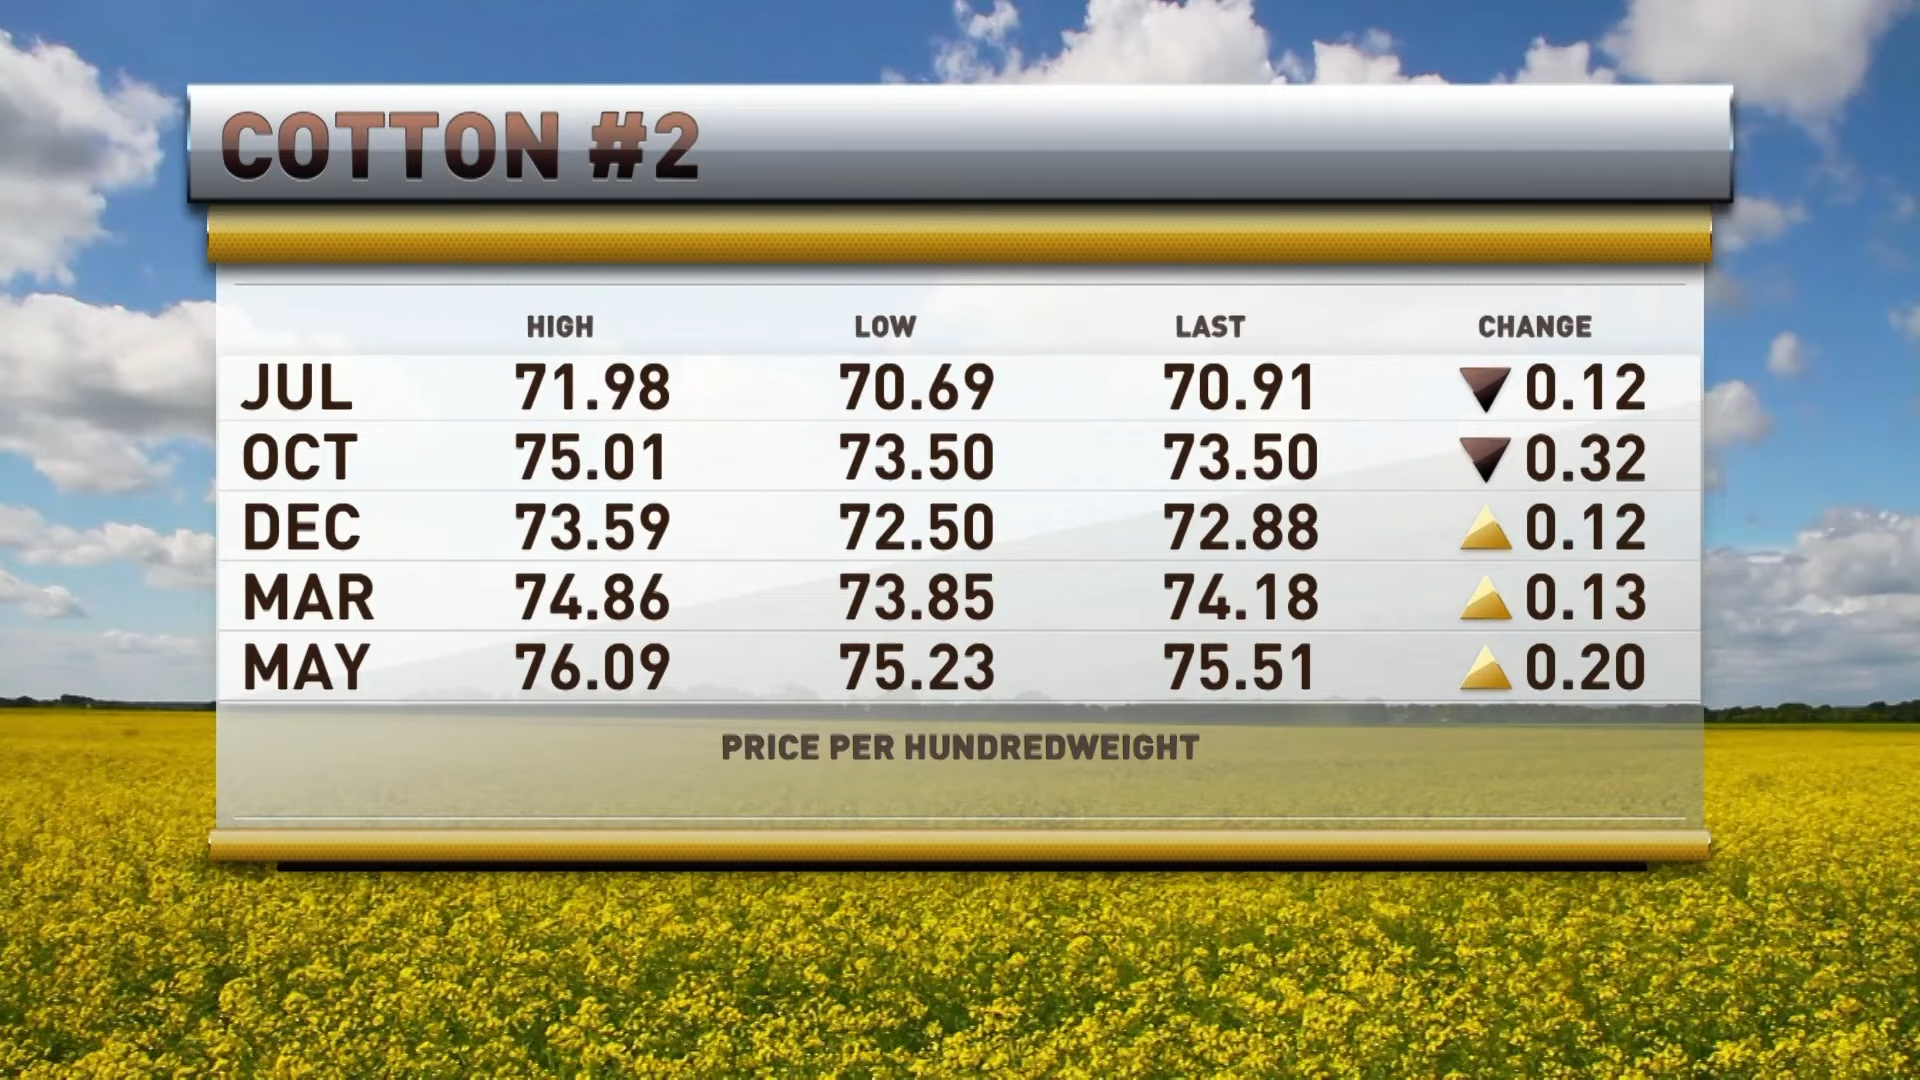 COTTON #2
HIGH LOW LAST CHANGE
JUL 71.98 70.69 70.91 ▼ 0.12
OCT 75.01 73.50 73.50 ▼ 0.32
DEC 73.59 72.50 72.88 ▲ 0.12
MAR 74.86 73.85 74.18 ▲ 0.13
MAY 76.09 75.23 75.51 ▲ 0.20
PRICE PER HUNDREDWEIGHT